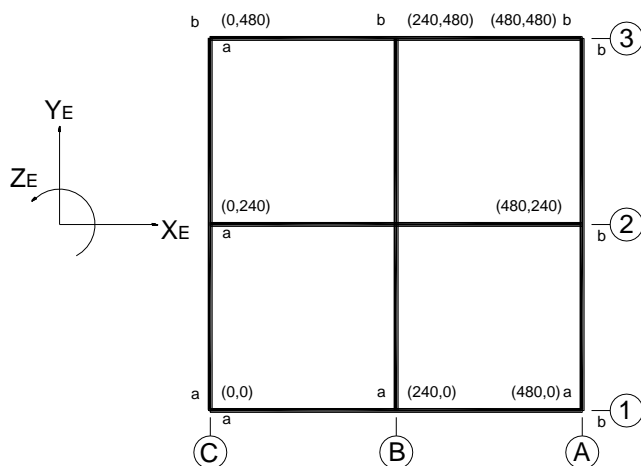 b (0,480) b (240,480) (480,480) b 3
a b
YE
ZE
(0,240) (480,240) 2
XE a b
a (0,0) a (240,0) (480,0) a 1
a b
C B A